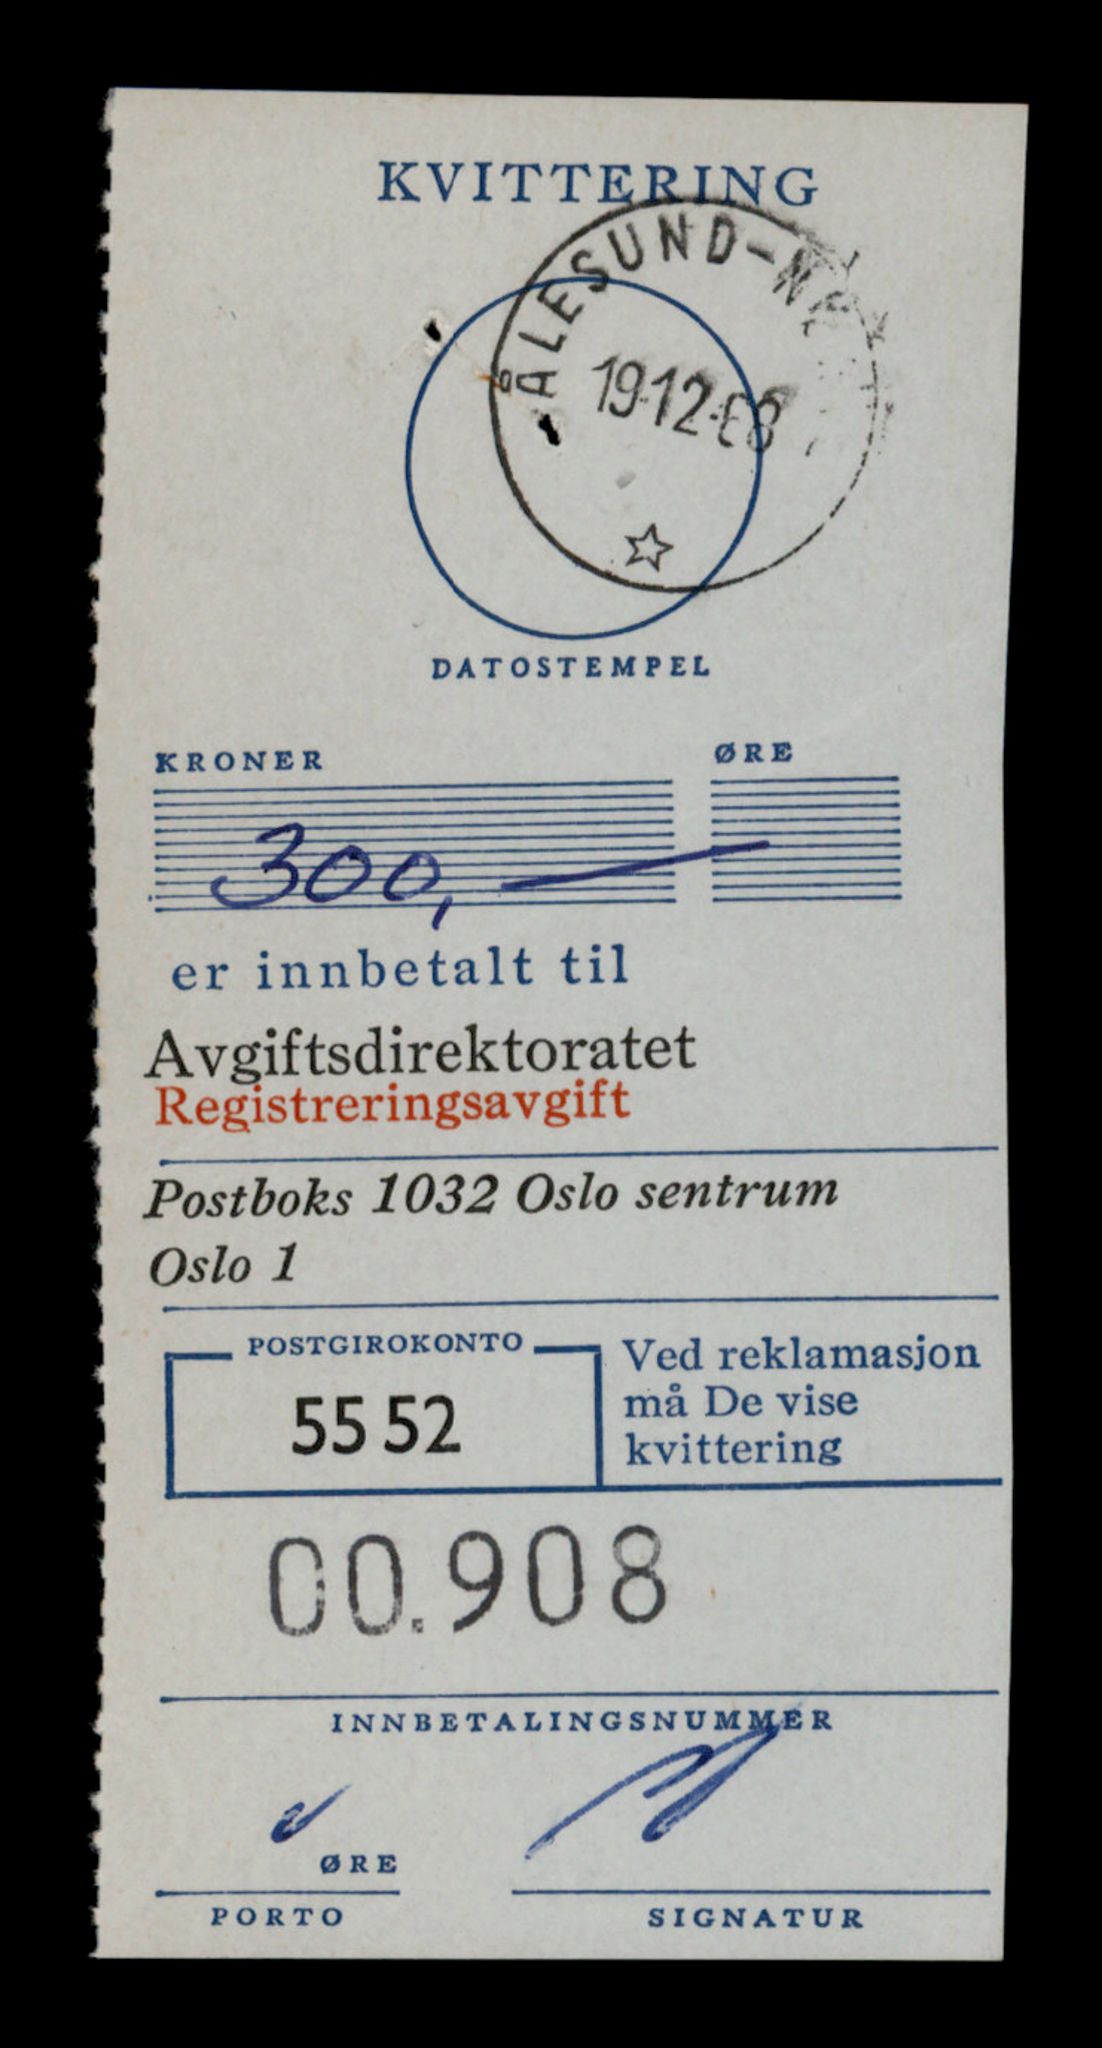 KVITTERING
ÅLESUND-
19-12-68
DATOSTEMPEL
KRONER ØRE
300,—
er innbetalt til
Avgiftsdirektoratet
Registreringsavgift
Postboks 1032 Oslo sentrum
Oslo 1
POSTGIROKONTO
55 52
Ved reklamasjon
må De vise
kvittering
00.908
INNBETALINGSNUMMER
ØRE
PORTO SIGNATUR